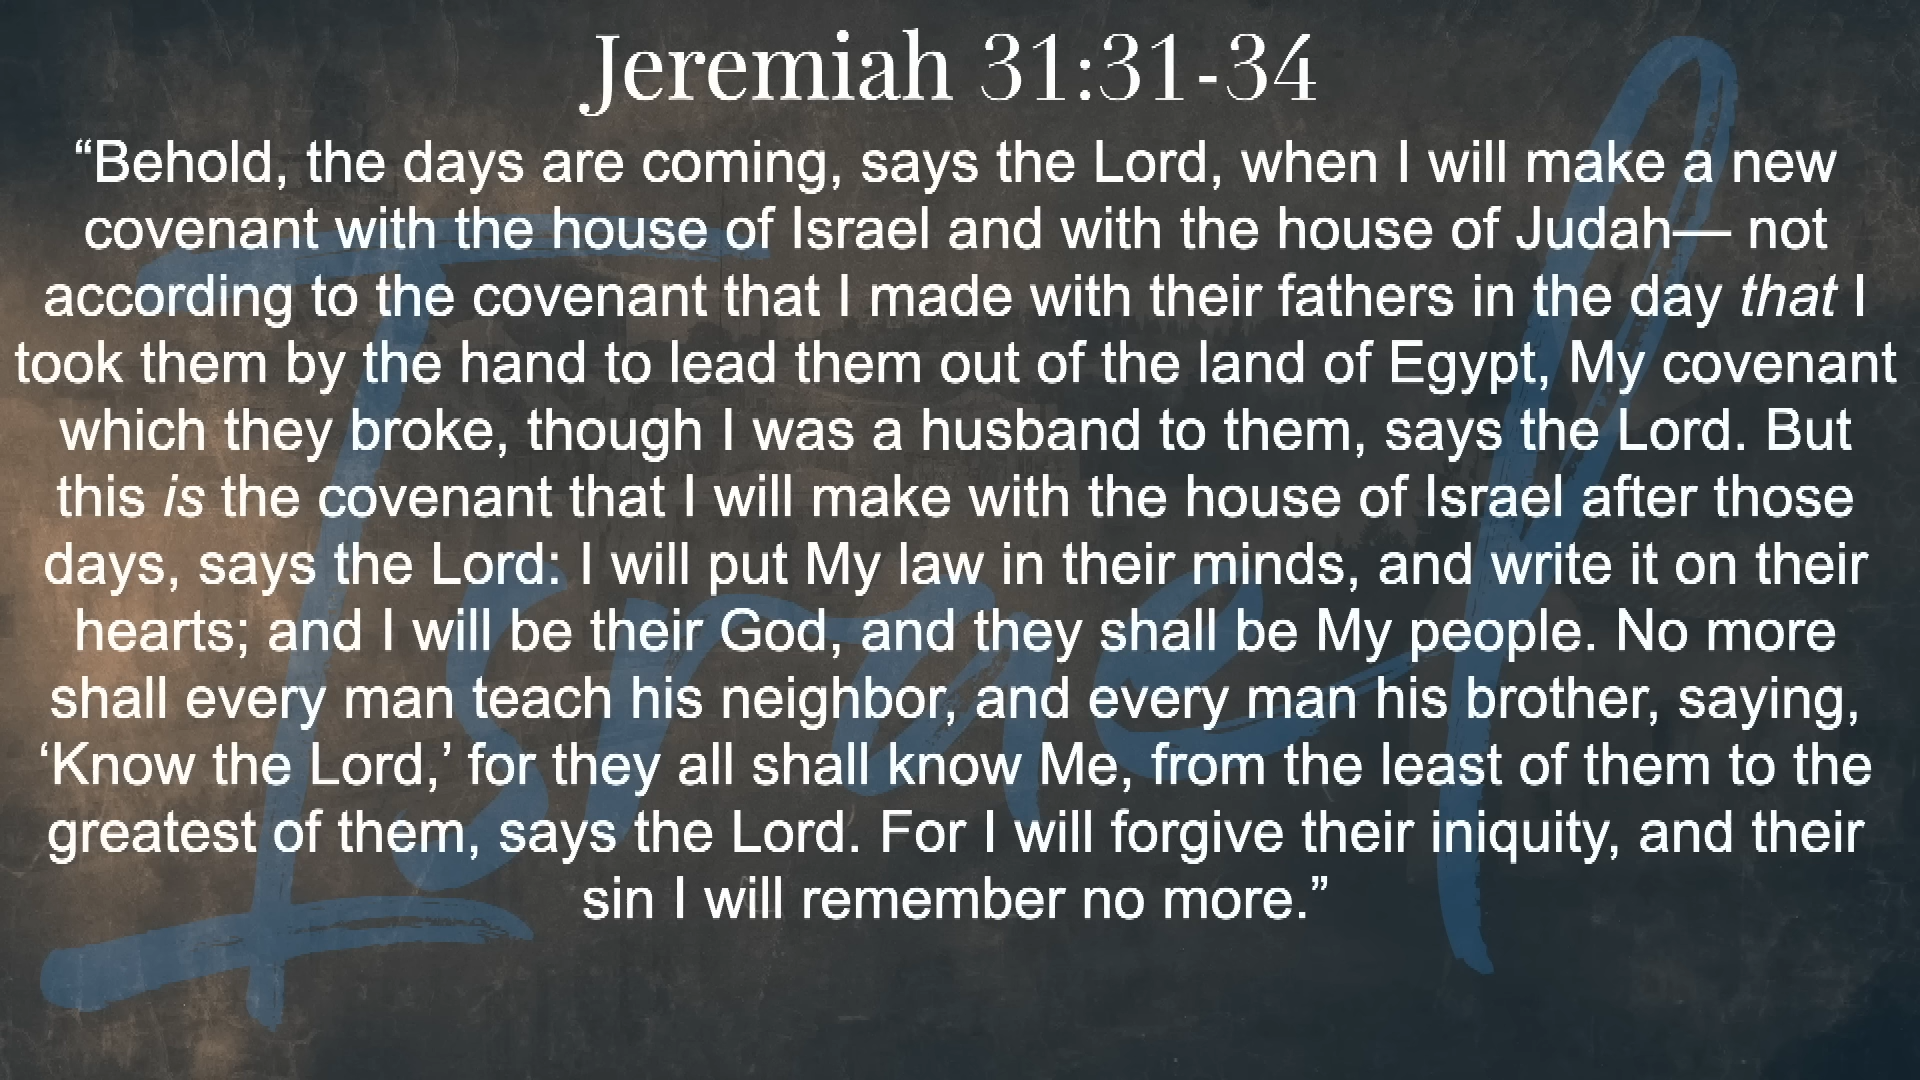 Jeremiah 31:31-34
“Behold, the days are coming, says the Lord, when I will make a new
covenant with the house of Israel and with the house of Judah— not
according to the covenant that I made with their fathers in the day that I
took them by the hand to lead them out of the land of Egypt, My covenant
which they broke, though I was a husband to them, says the Lord. But
this is the covenant that I will make with the house of Israel after those
days, says the Lord: I will put My law in their minds, and write it on their
hearts; and I will be their God, and they shall be My people. No more
shall every man teach his neighbor, and every man his brother, saying,
‘Know the Lord,’ for they all shall know Me, from the least of them to the
greatest of them, says the Lord. For I will forgive their iniquity, and their
sin I will remember no more.”
Israel